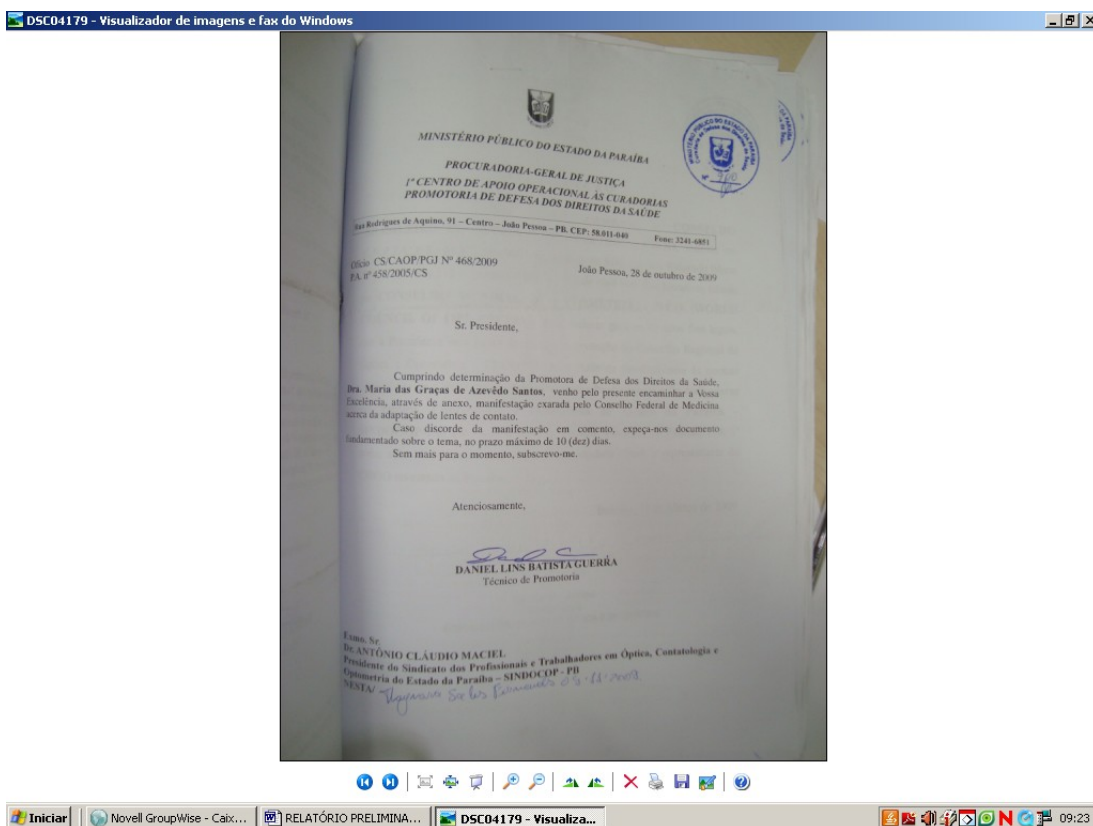 DSC04179 - Visualizador de imagens e fax do Windows
MINISTÉRIO PÚBLICO DO ESTADO DA PARAÍBA
PROCURADORIA-GERAL DE JUSTIÇA
1º CENTRO DE APOIO OPERACIONAL ÀS CURADORIAS
PROMOTORIA DE DEFESA DOS DIREITOS DA SAÚDE
Rua Rodrigues de Aquino, 91 – Centro – João Pessoa – PB. CEP: 58.011-040 Fone: 3241-6851
Ofício CS/CAOP/PGJ Nº 468/2009
P.A. nº 458/2005/CS
João Pessoa, 28 de outubro de 2009
Sr. Presidente,
Cumprindo determinação da Promotora de Defesa dos Direitos da Saúde,
Dra. Maria das Graças de Azevêdo Santos, venho pelo presente encaminhar a Vossa
Excelência, através de anexo, manifestação exarada pelo Conselho Federal de Medicina
acerca da adaptação de lentes de contato.
Caso discorde da manifestação em comento, expeça-nos documento
fundamentado sobre o tema, no prazo máximo de 10 (dez) dias.
Sem mais para o momento, subscrevo-me.
Atenciosamente,
DANIEL LINS BATISTA GUERRA
Técnico de Promotoria
Exmo. Sr.
Dr. ANTÔNIO CLÁUDIO MACIEL
Presidente do Sindicato dos Profissionais e Trabalhadores em Óptica, Contatologia e
Optometria do Estado da Paraíba – SINDOCOP - PB
NESTA/
Iniciar
Novell GroupWise - Caix...
RELATÓRIO PRELIMINA...
DSC04179 - Visualiza...
09:23